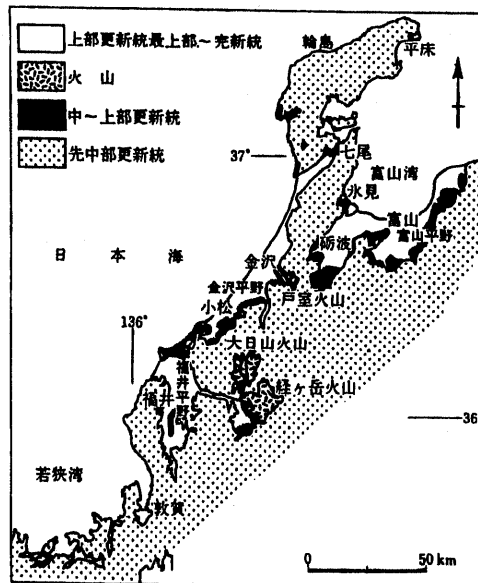 上部更新統最上部~完新統
火山
中~上部更新統
先中部更新統
輪島
平床
37°
七尾
富山湾
氷見
富山
富山平野
砺波
日本海
金沢
金沢平野
戸室火山
小松
136°
大日山火山
福井平野
福井
経ヶ岳火山
36
若狭湾
敦賀
0
50 km